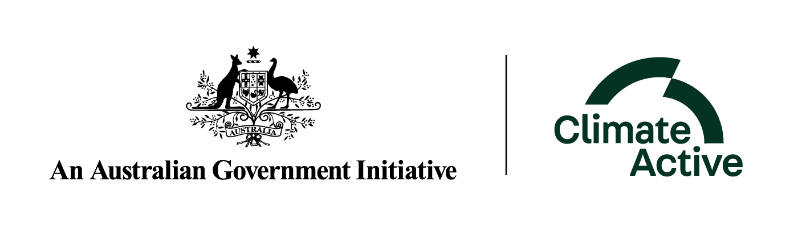 AUSTRALIA
An Australian Government Initiative
Climate
Active